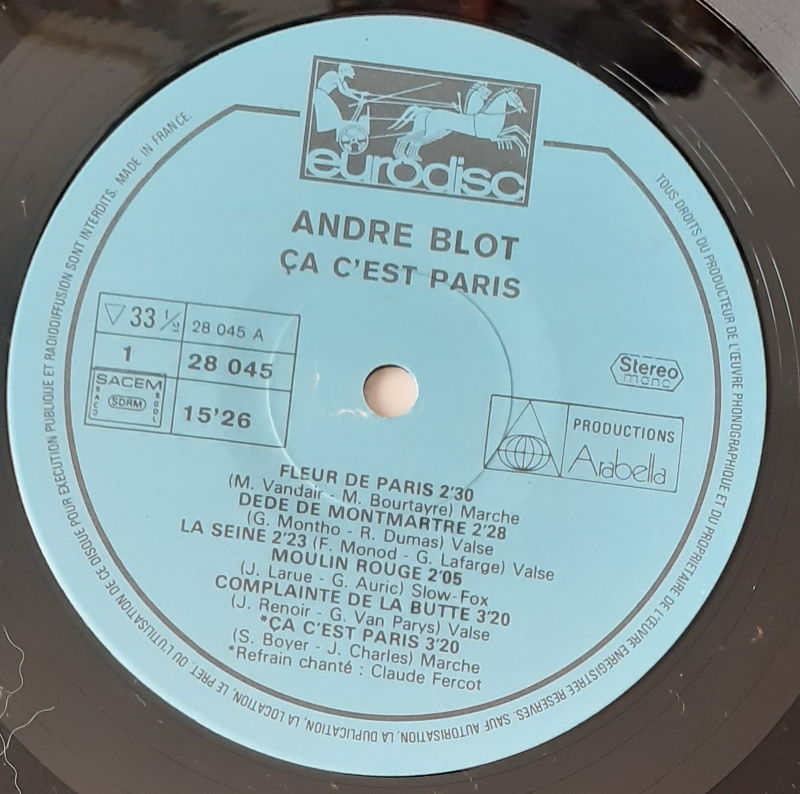 eurodisc
ANDRE BLOT
ÇA C'EST PARIS
▽ 33 1/2 28 045 A
1 28 045
SACEM
SACD SDRM SGDL
15'26
Stereo
mono
PRODUCTIONS
Arabella
FLEUR DE PARIS 2'30
(M. Vandair - M. Bourtayre) Marche
DEDE DE MONTMARTRE 2'28
(G. Montho - R. Dumas) Valse
LA SEINE 2'23 (F. Monod - G. Lafarge) Valse
MOULIN ROUGE 2'05
(J. Larue - G. Auric) Slow-Fox
COMPLAINTE DE LA BUTTE 3'20
(J. Renoir - G. Van Parys) Valse
*ÇA C'EST PARIS 3'20
(S. Boyer - J. Charles) Marche
*Refrain chanté : Claude Fercot
TOUS DROITS DU PRODUCTEUR DE L'ŒUVRE PHONOGRAPHIQUE ET DU PROPRIETAIRE DE L'ŒUVRE ENREGISTREE RESERVES. SAUF AUTORISATION, LA DUPLICATION, LA LOCATION, LE PRET, OU L'UTILISATION DE CE DISQUE POUR EXECUTION PUBLIQUE ET RADIODIFFUSION SONT INTERDITS. MADE IN FRANCE.